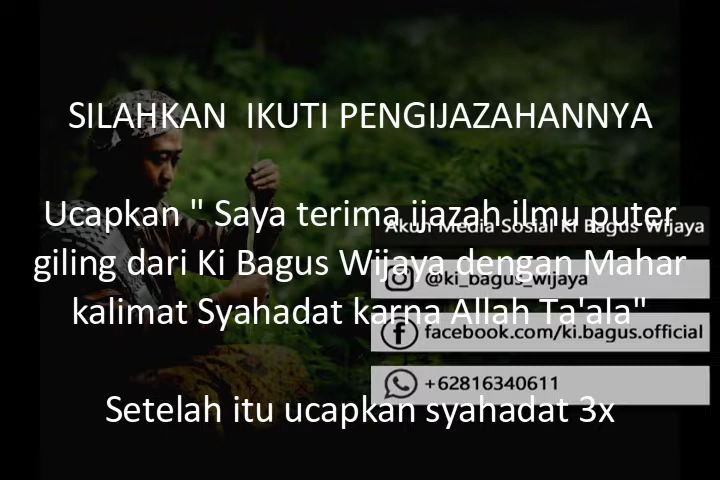 SILAHKAN IKUTI PENGIJAZAHANNYA
Ucapkan " Saya terima ijazah ilmu puter
giling dari Ki Bagus Wijaya dengan Mahar
kalimat Syahadat karna Allah Ta'ala"
Setelah itu ucapkan syahadat 3x
Akun Media Sosial Ki Bagus Wijaya
@ki_bagus_wijaya
facebook.com/ki.bagus.official
+62816340611